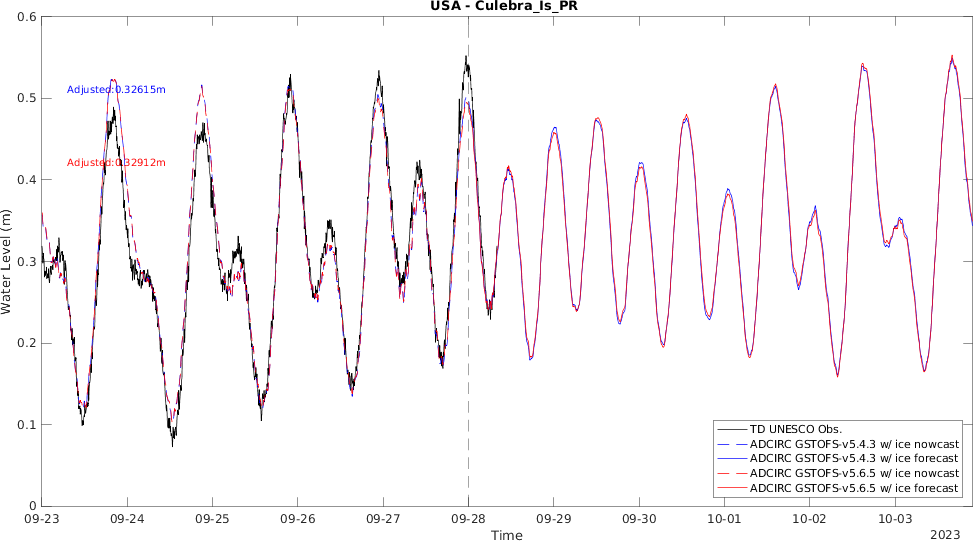 USA - Culebra_Is_PR
0.6
0.5
0.4
0.3
0.2
0.1
0
Water Level (m)
Adjusted:0.32615m
Adjusted:0.32912m
TD UNESCO Obs.
ADCIRC GSTOFS-v5.4.3 w/ ice nowcast
ADCIRC GSTOFS-v5.4.3 w/ ice forecast
ADCIRC GSTOFS-v5.6.5 w/ ice nowcast
ADCIRC GSTOFS-v5.6.5 w/ ice forecast
09-23 09-24 09-25 09-26 09-27 09-28 09-29 09-30 10-01 10-02 10-03
Time
2023